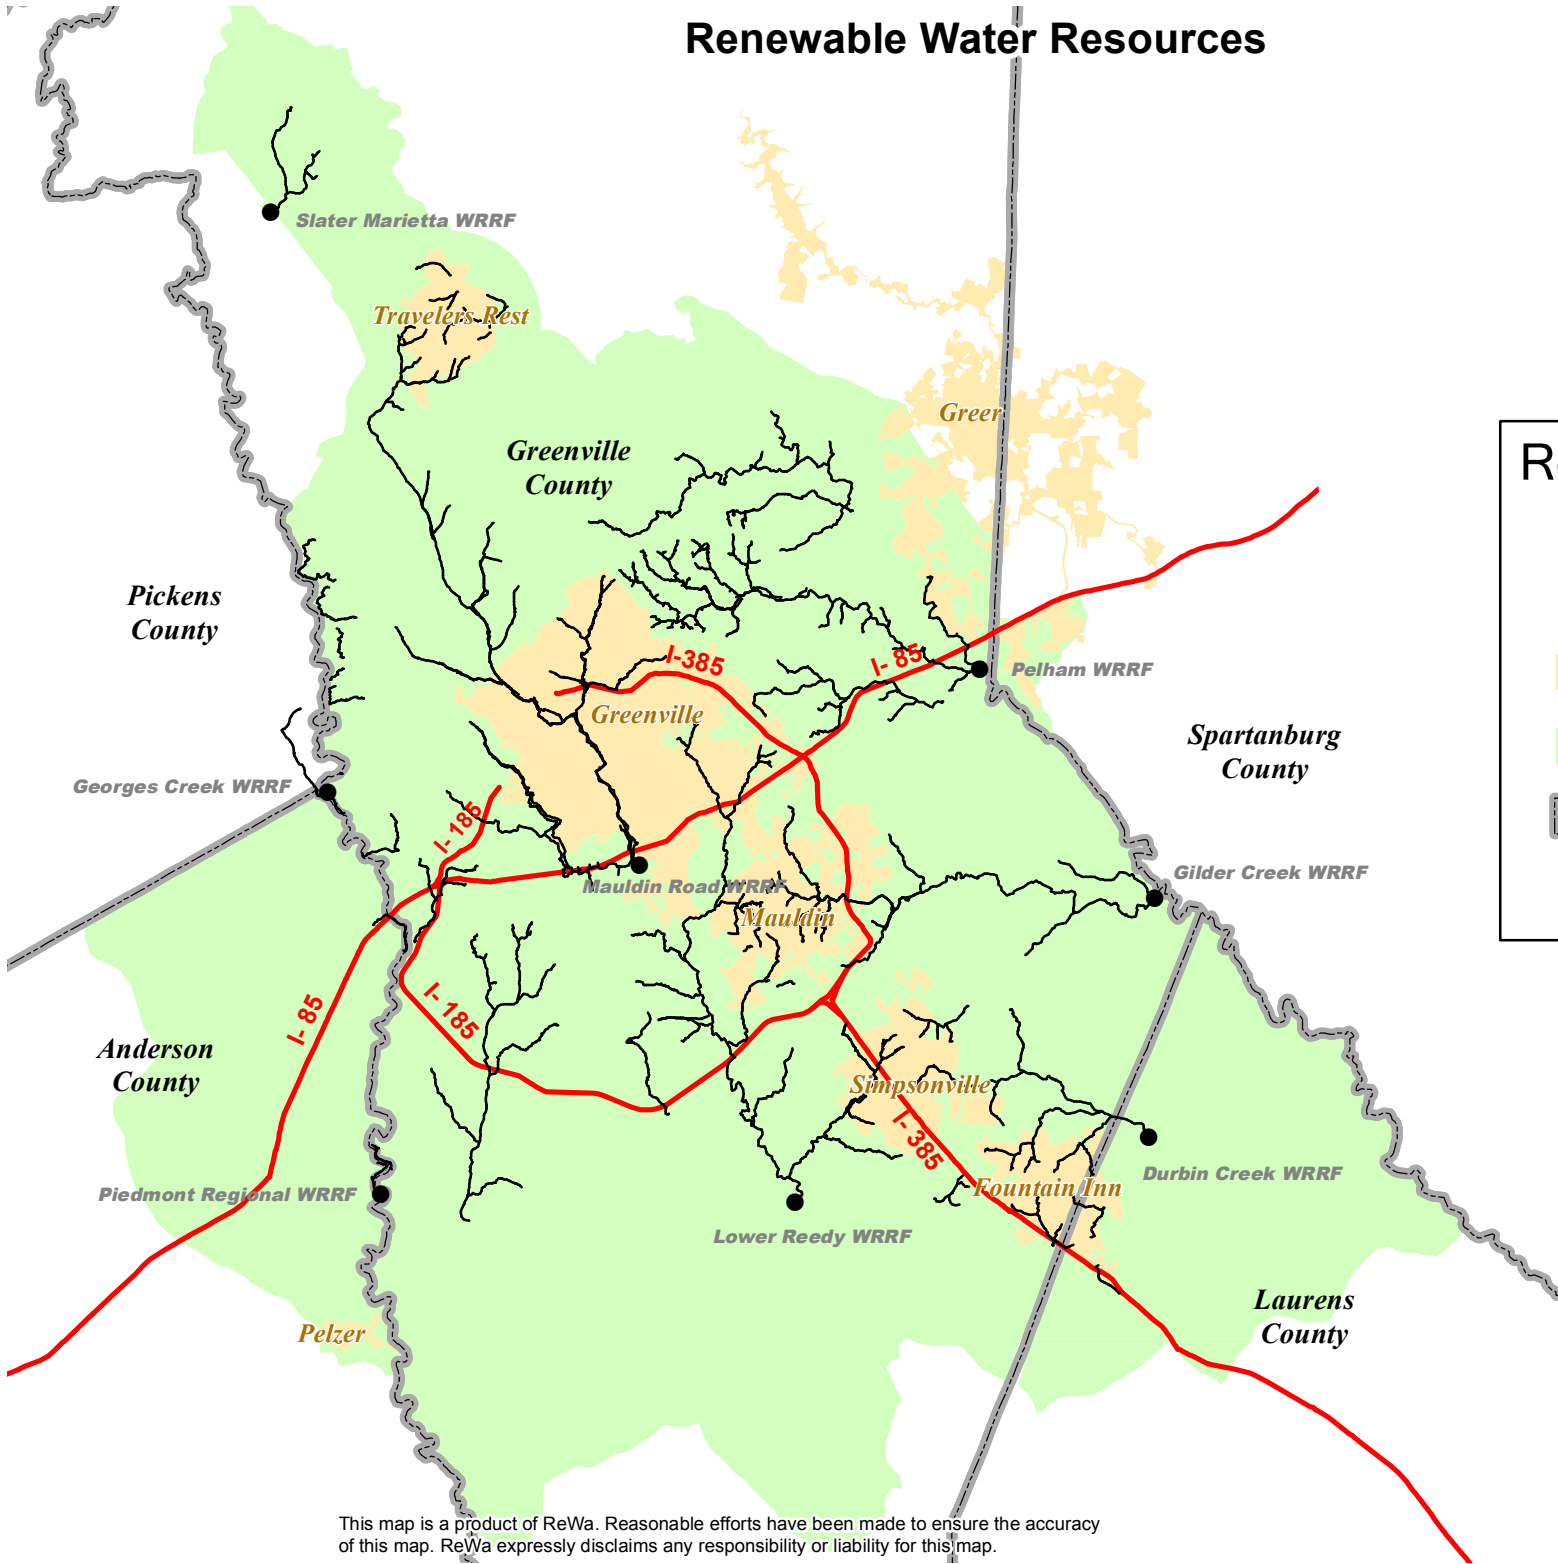 Renewable Water Resources
Slater Marietta WRRF
Travelers Rest
Greer
Greenville
County
Pickens
County
I-385
I- 85
Pelham WRRF
Greenville
Spartanburg
County
Georges Creek WRRF
I- 185
Mauldin Road WRRF
Gilder Creek WRRF
Mauldin
I- 85
I- 185
Anderson
County
Simpsonville
I- 385
Durbin Creek WRRF
Piedmont Regional WRRF
Fountain Inn
Lower Reedy WRRF
Laurens
County
Pelzer
This map is a product of ReWa. Reasonable efforts have been made to ensure the accuracy
of this map. ReWa expressly disclaims any responsibility or liability for this map.